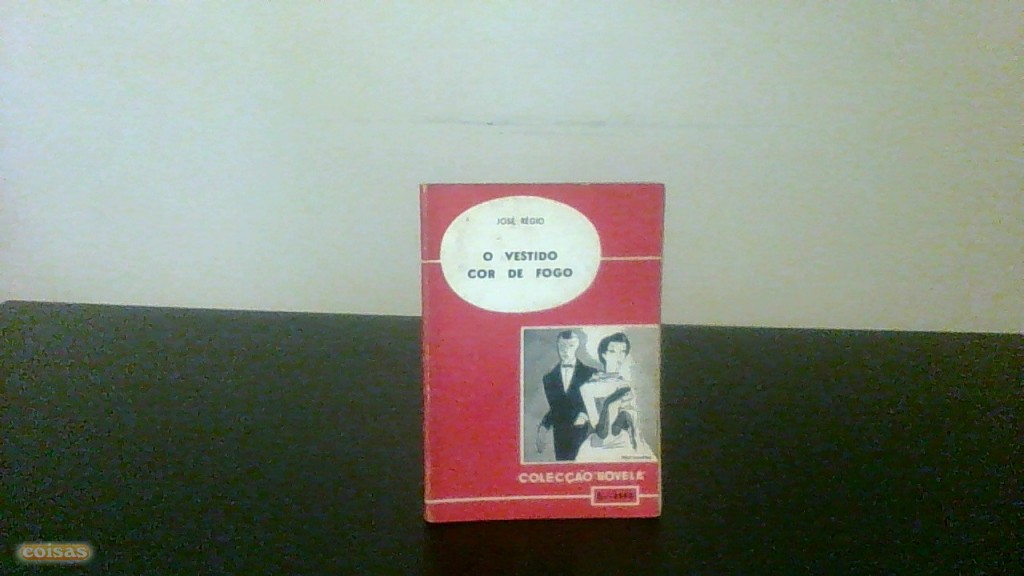 JOSÉ RÉGIO
O VESTIDO
COR DE FOGO
COLECÇÃO NOVELA
coisas